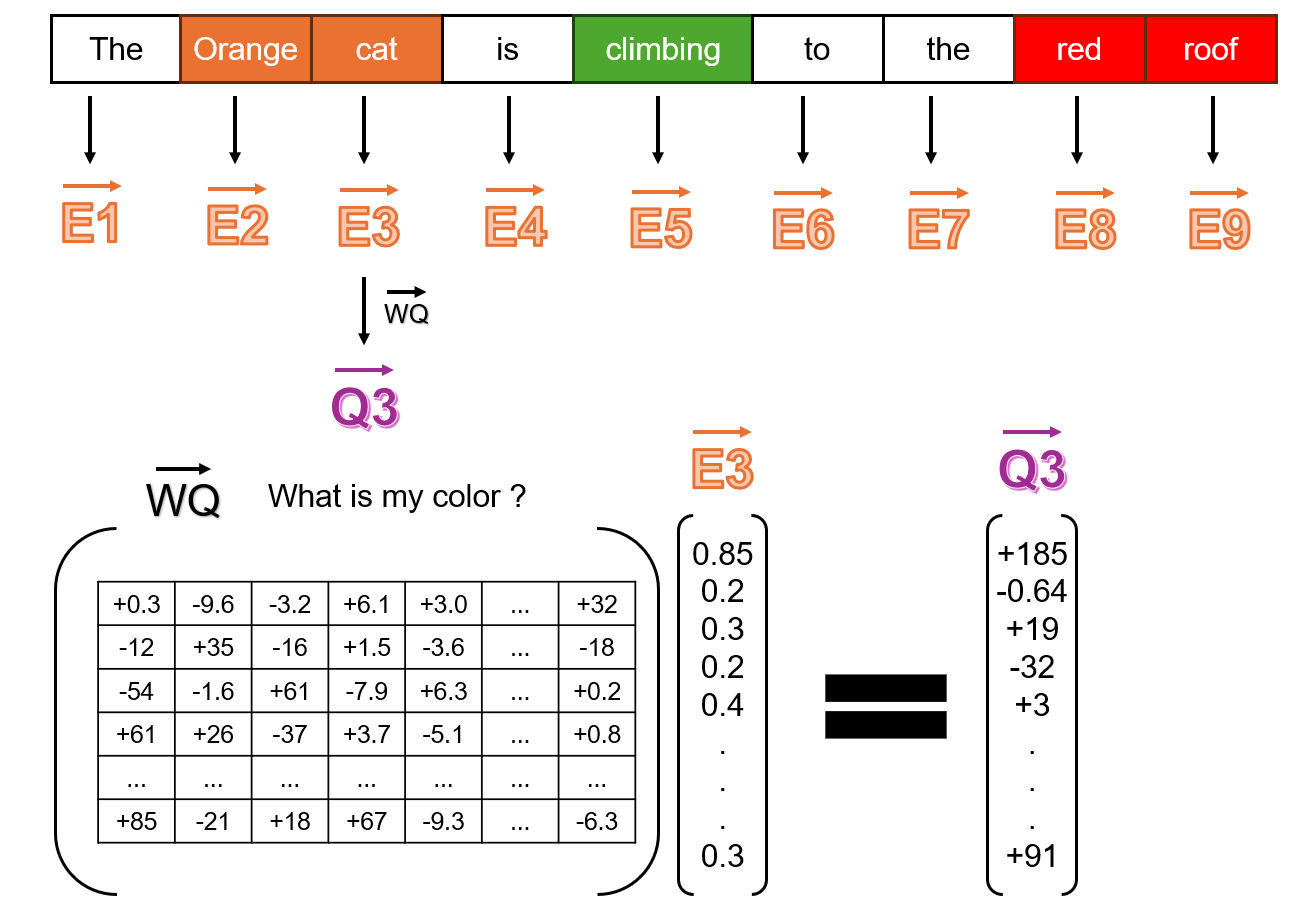 The Orange cat is climbing to the red roof
E1 E2 E3 E4 E5 E6 E7 E8 E9
WQ
Q3
WQ What is my color ?
E3
Q3
+0.3 -9.6 -3.2 +6.1 +3.0 ... +32
-12 +35 -16 +1.5 -3.6 ... -18
-54 -1.6 +61 -7.9 +6.3 ... +0.2
+61 +26 -37 +3.7 -5.1 ... +0.8
... ... ... ... ... ... ...
+85 -21 +18 +67 -9.3 ... -6.3
0.85
0.2
0.3
0.2
0.4
.
.
.
0.3
=
+185
-0.64
+19
-32
+3
.
.
.
+91